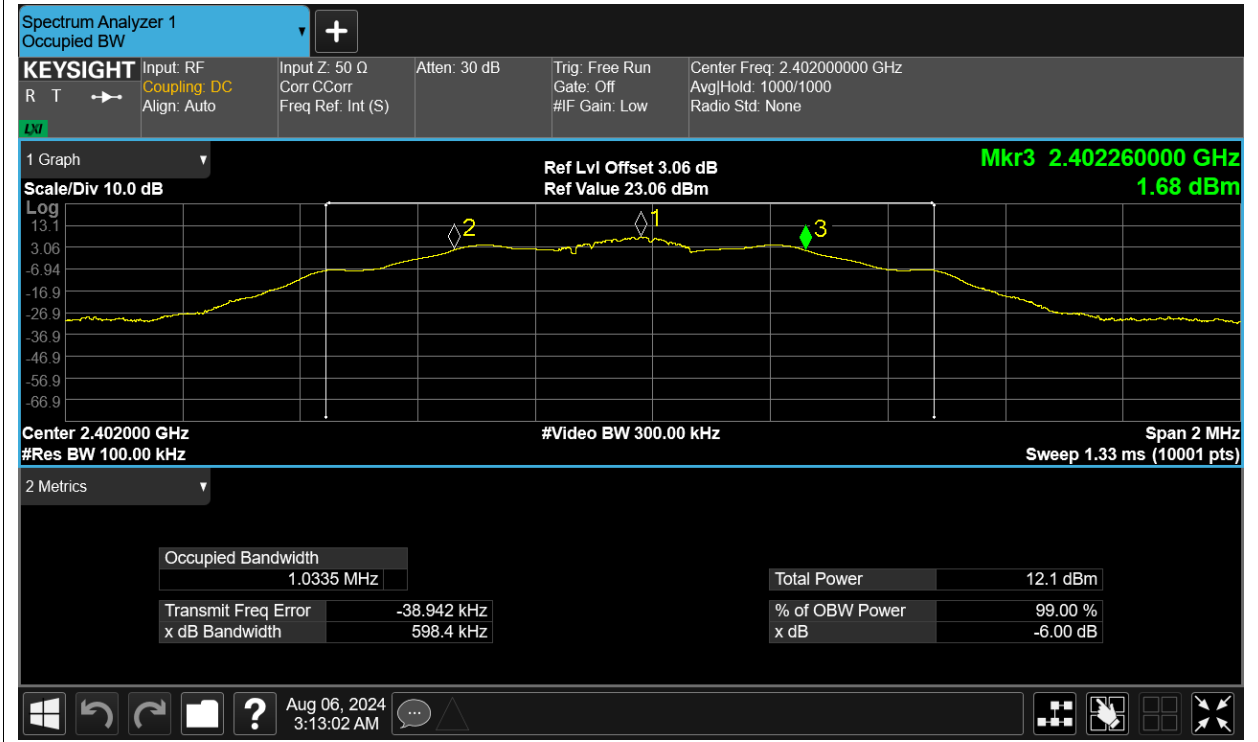 Spectrum Analyzer 1
Occupied BW
KEYSIGHT
R T
LXI
Input: RF
Coupling: DC
Align: Auto
Input Z: 50 Ω
Corr CCorr
Freq Ref: Int (S)
Atten: 30 dB
Trig: Free Run
Gate: Off
#IF Gain: Low
Center Freq: 2.402000000 GHz
Avg|Hold: 1000/1000
Radio Std: None
1 Graph
Scale/Div 10.0 dB
Ref Lvl Offset 3.06 dB
Ref Value 23.06 dBm
Mkr3 2.402260000 GHz
1.68 dBm
Log
13.1
3.06
-6.94
-16.9
-26.9
-36.9
-46.9
-56.9
-66.9
2
1
3
Center 2.402000 GHz
#Res BW 100.00 kHz
#Video BW 300.00 kHz
Span 2 MHz
Sweep 1.33 ms (10001 pts)
2 Metrics
Occupied Bandwidth
1.0335 MHz
Transmit Freq Error -38.942 kHz
x dB Bandwidth 598.4 kHz
Total Power 12.1 dBm
% of OBW Power 99.00 %
x dB -6.00 dB
?
Aug 06, 2024
3:13:02 AM